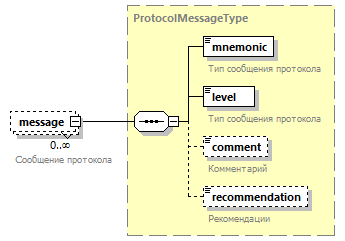 ProtocolMessageType
mnemonic
Тип сообщения протокола
level
Тип сообщения протокола
message
0..∞
Сообщение протокола
comment
Комментарий
recommendation
Рекомендации